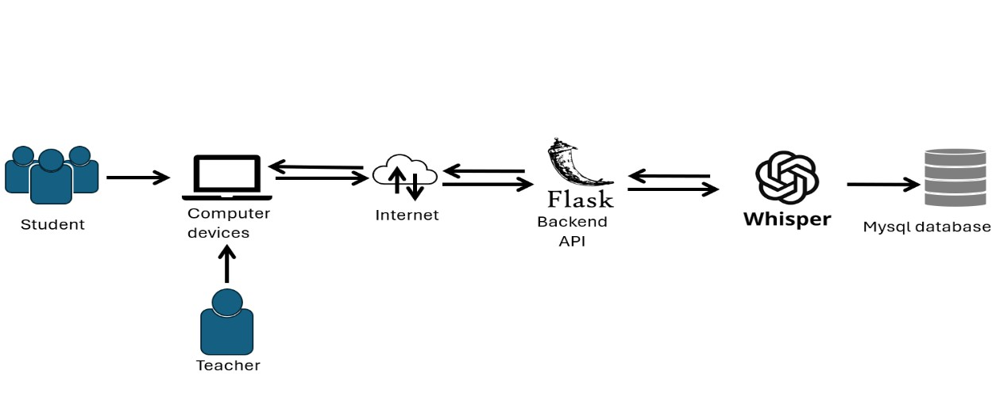 Student
Computer
devices
Internet
Flask
Backend
API
Whisper
Mysql database
Teacher